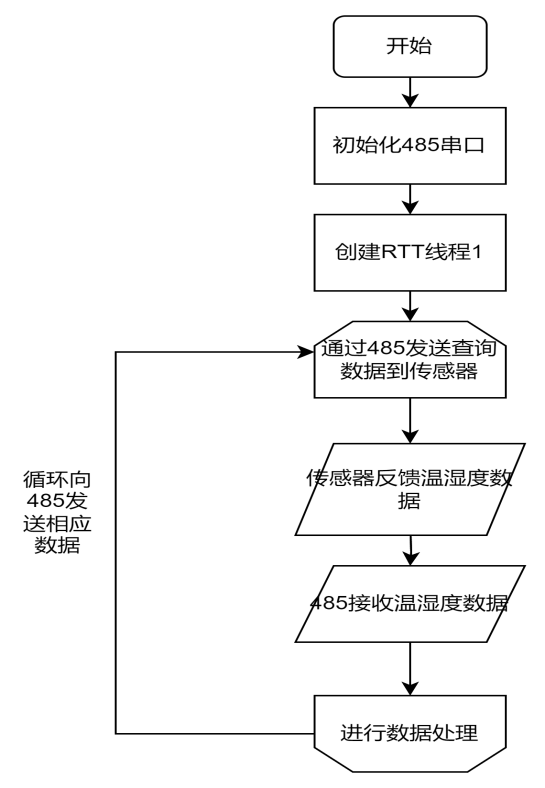 开始
初始化485串口
创建RTT线程1
通过485发送查询
数据到传感器
传感器反馈温湿度数
据
485接收温湿度数据
进行数据处理
循环向
485发
送相应
数据